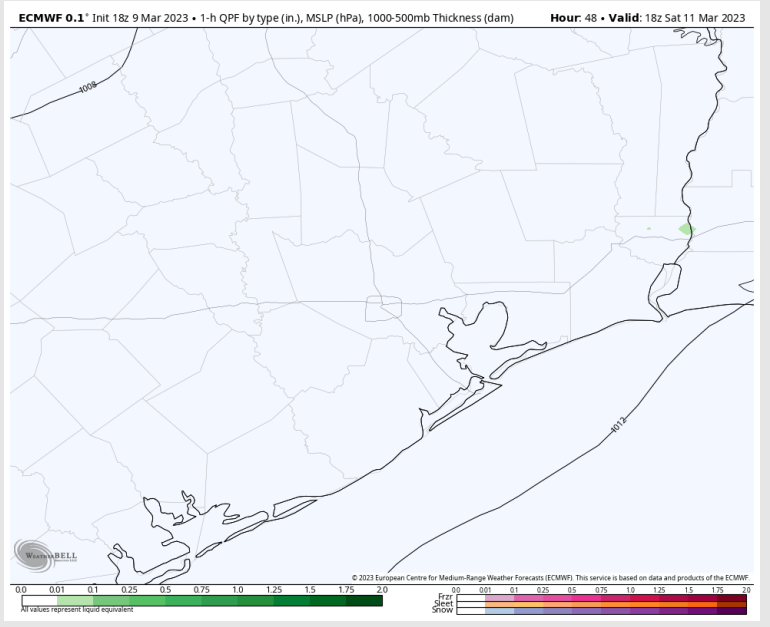 ECMWF 0.1° Init 18z 9 Mar 2023 • 1-h QPF by type (in.), MSLP (hPa), 1000-500mb Thickness (dam) Hour: 48 • Valid: 18z Sat 11 Mar 2023
1008
1012
WEATHERBELL
© 2023 European Centre for Medium-Range Weather Forecasts (ECMWF). This service is based on data and products of the ECMWF.
0.0 0.01 0.1 0.25 0.5 0.75 1.0 1.25 1.5 1.75 2.0
All values represent liquid equivalent
0.0 0.01 0.1 0.25 0.5 0.75 1.0 1.25 1.5 1.75 2.0
Frzr
Sleet
Snow